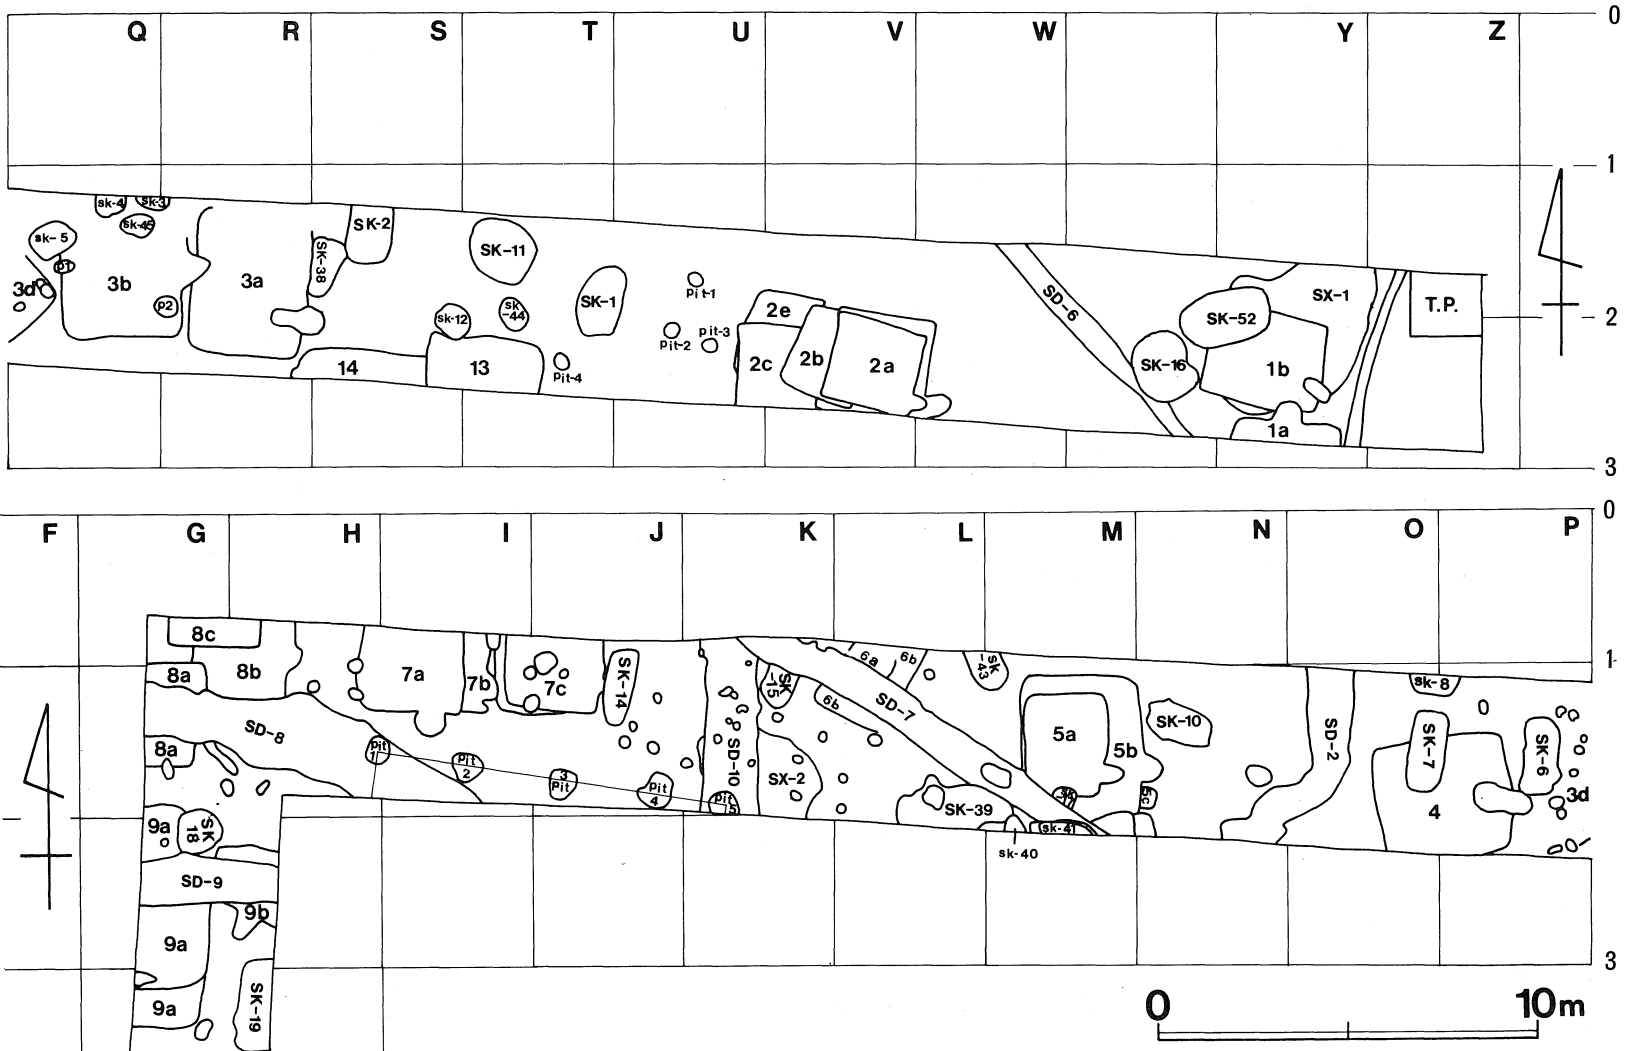 Q R S T U V W Y Z 0
1
sk-4 sk-3
sk-45
SK-2
sk-5
SK-38
SK-11
p1
3d
3b
3a
p2
sk-12
sk-44
SK-1
pit-1
pit-2
pit-3
pit-4
14
13
2e
2c
2b
2a
SD-6
SK-52
SK-16
SX-1
1b
1a
T.P.
2
3
F G H I J K L M N O P 0
1
8c
8a
8b
7a
7b
7c
SK-14
SD-8
8a
pit 1
pit 2
3 pit
pit 4
pit 5
SD-10
SK-15
6a
6b
6b
SD-7
SX-2
sk-43
5a
5b
5c
SK-10
SK-39
sk-41
sk-40
SD-2
sk-8
SK-7
SK-6
4
3d
9a
SK 18
SD-9
9b
9a
9a
SK-19
3
0 10m